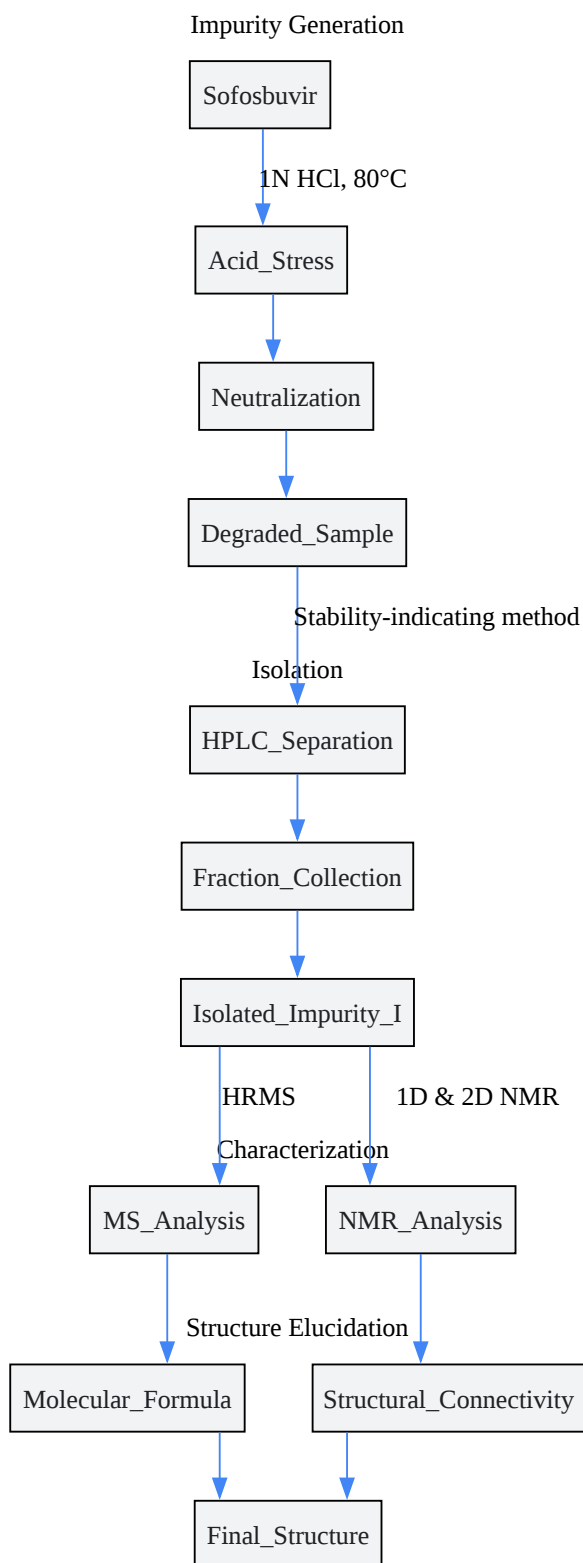 Impurity Generation
Sofosbuvir
1N HCl, 80°C
Acid_Stress
Neutralization
Degraded_Sample
Stability-indicating method
Isolation
HPLC_Separation
Fraction_Collection
Isolated_Impurity_I
HRMS
1D & 2D NMR
Characterization
MS_Analysis
NMR_Analysis
Structure Elucidation
Molecular_Formula
Structural_Connectivity
Final_Structure